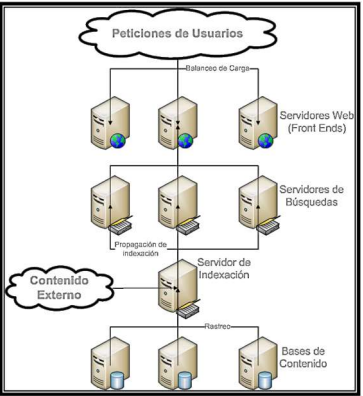 Peticiones de Usuarios
Balanceo de Carga
Servidores Web
(Front Ends)
Servidores de
Búsquedas
Propagación de
indexación
Servidor de
Indexación
Contenido
Externo
Rastreo
Bases de
Contenido